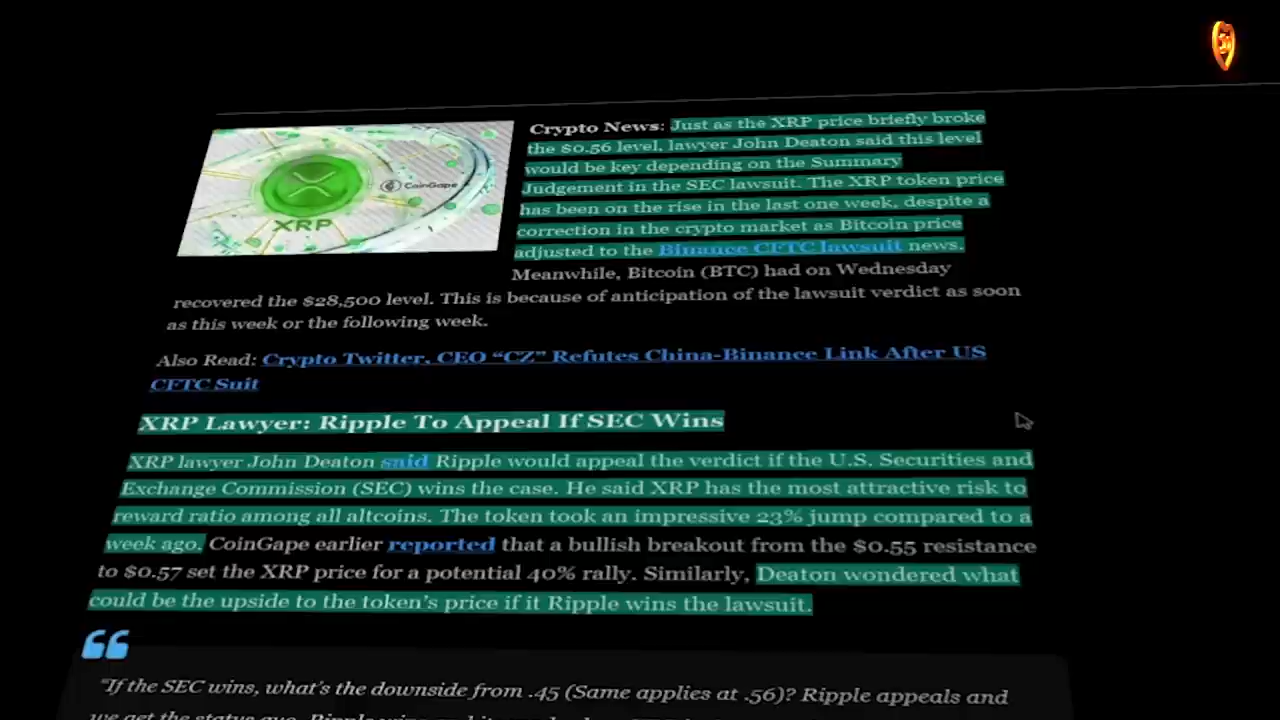 CoinGape
XRP
Crypto News: Just as the XRP price briefly broke
the $0.56 level, lawyer John Deaton said this level
would be key depending on the Summary
Judgement in the SEC lawsuit. The XRP token price
has been on the rise in the last one week, despite a
correction in the crypto market as Bitcoin price
adjusted to the Binance CFTC lawsuit news.
Meanwhile, Bitcoin (BTC) had on Wednesday
recovered the $28,500 level. This is because of anticipation of the lawsuit verdict as soon
as this week or the following week.
Also Read: Crypto Twitter, CEO “CZ” Refutes China-Binance Link After US
CFTC Suit
XRP Lawyer: Ripple To Appeal If SEC Wins
XRP lawyer John Deaton said Ripple would appeal the verdict if the U.S. Securities and
Exchange Commission (SEC) wins the case. He said XRP has the most attractive risk to
reward ratio among all altcoins. The token took an impressive 23% jump compared to a
week ago. CoinGape earlier reported that a bullish breakout from the $0.55 resistance
to $0.57 set the XRP price for a potential 40% rally. Similarly, Deaton wondered what
could be the upside to the token’s price if it Ripple wins the lawsuit.
“If the SEC wins, what’s the downside from .45 (Same applies at .56)? Ripple appeals and
we get the status quo. Ripple wins